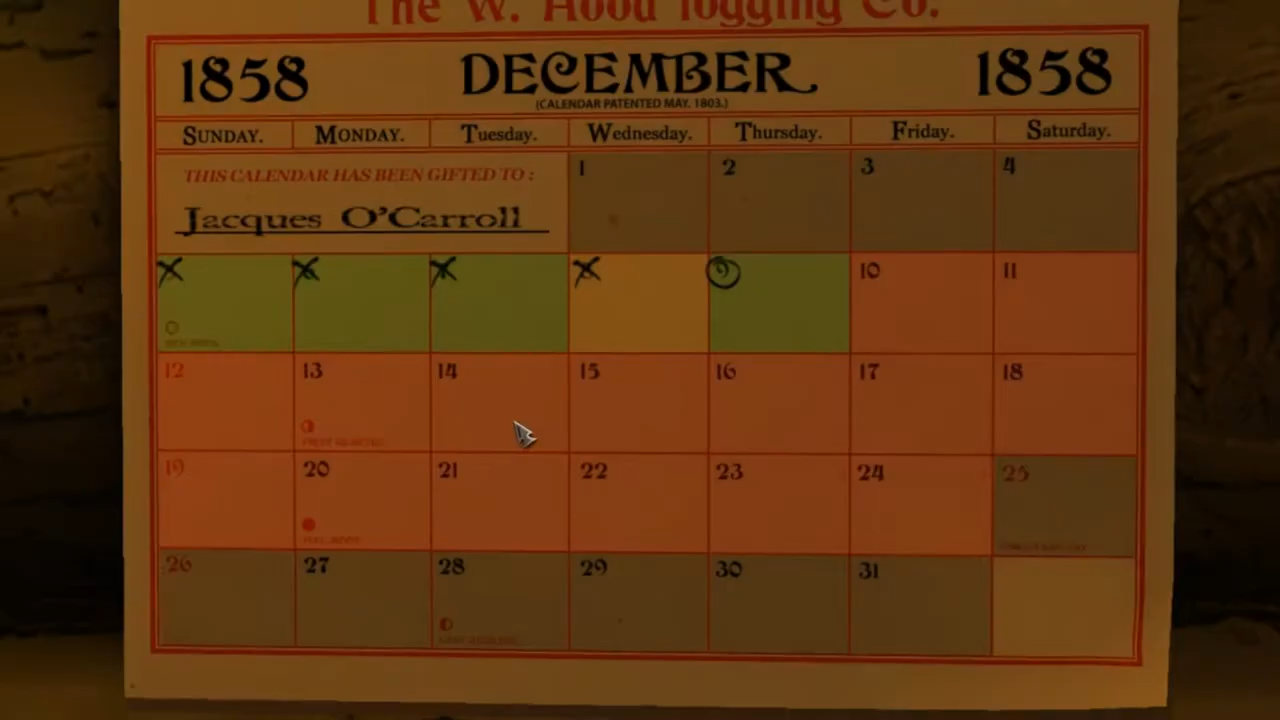 The W. Hood logging Co.
1858 DECEMBER 1858
(CALENDAR PATENTED MAY. 1803.)
SUNDAY. MONDAY. Tuesday. Wednesday. Thursday. Friday. Saturday.
THIS CALENDAR HAS BEEN GIFTED TO :
Jacques O'Carroll
1 2 3 4
9 10 11
12 13 14 15 16 17 18
19 20 21 22 23 24 25
26 27 28 29 30 31